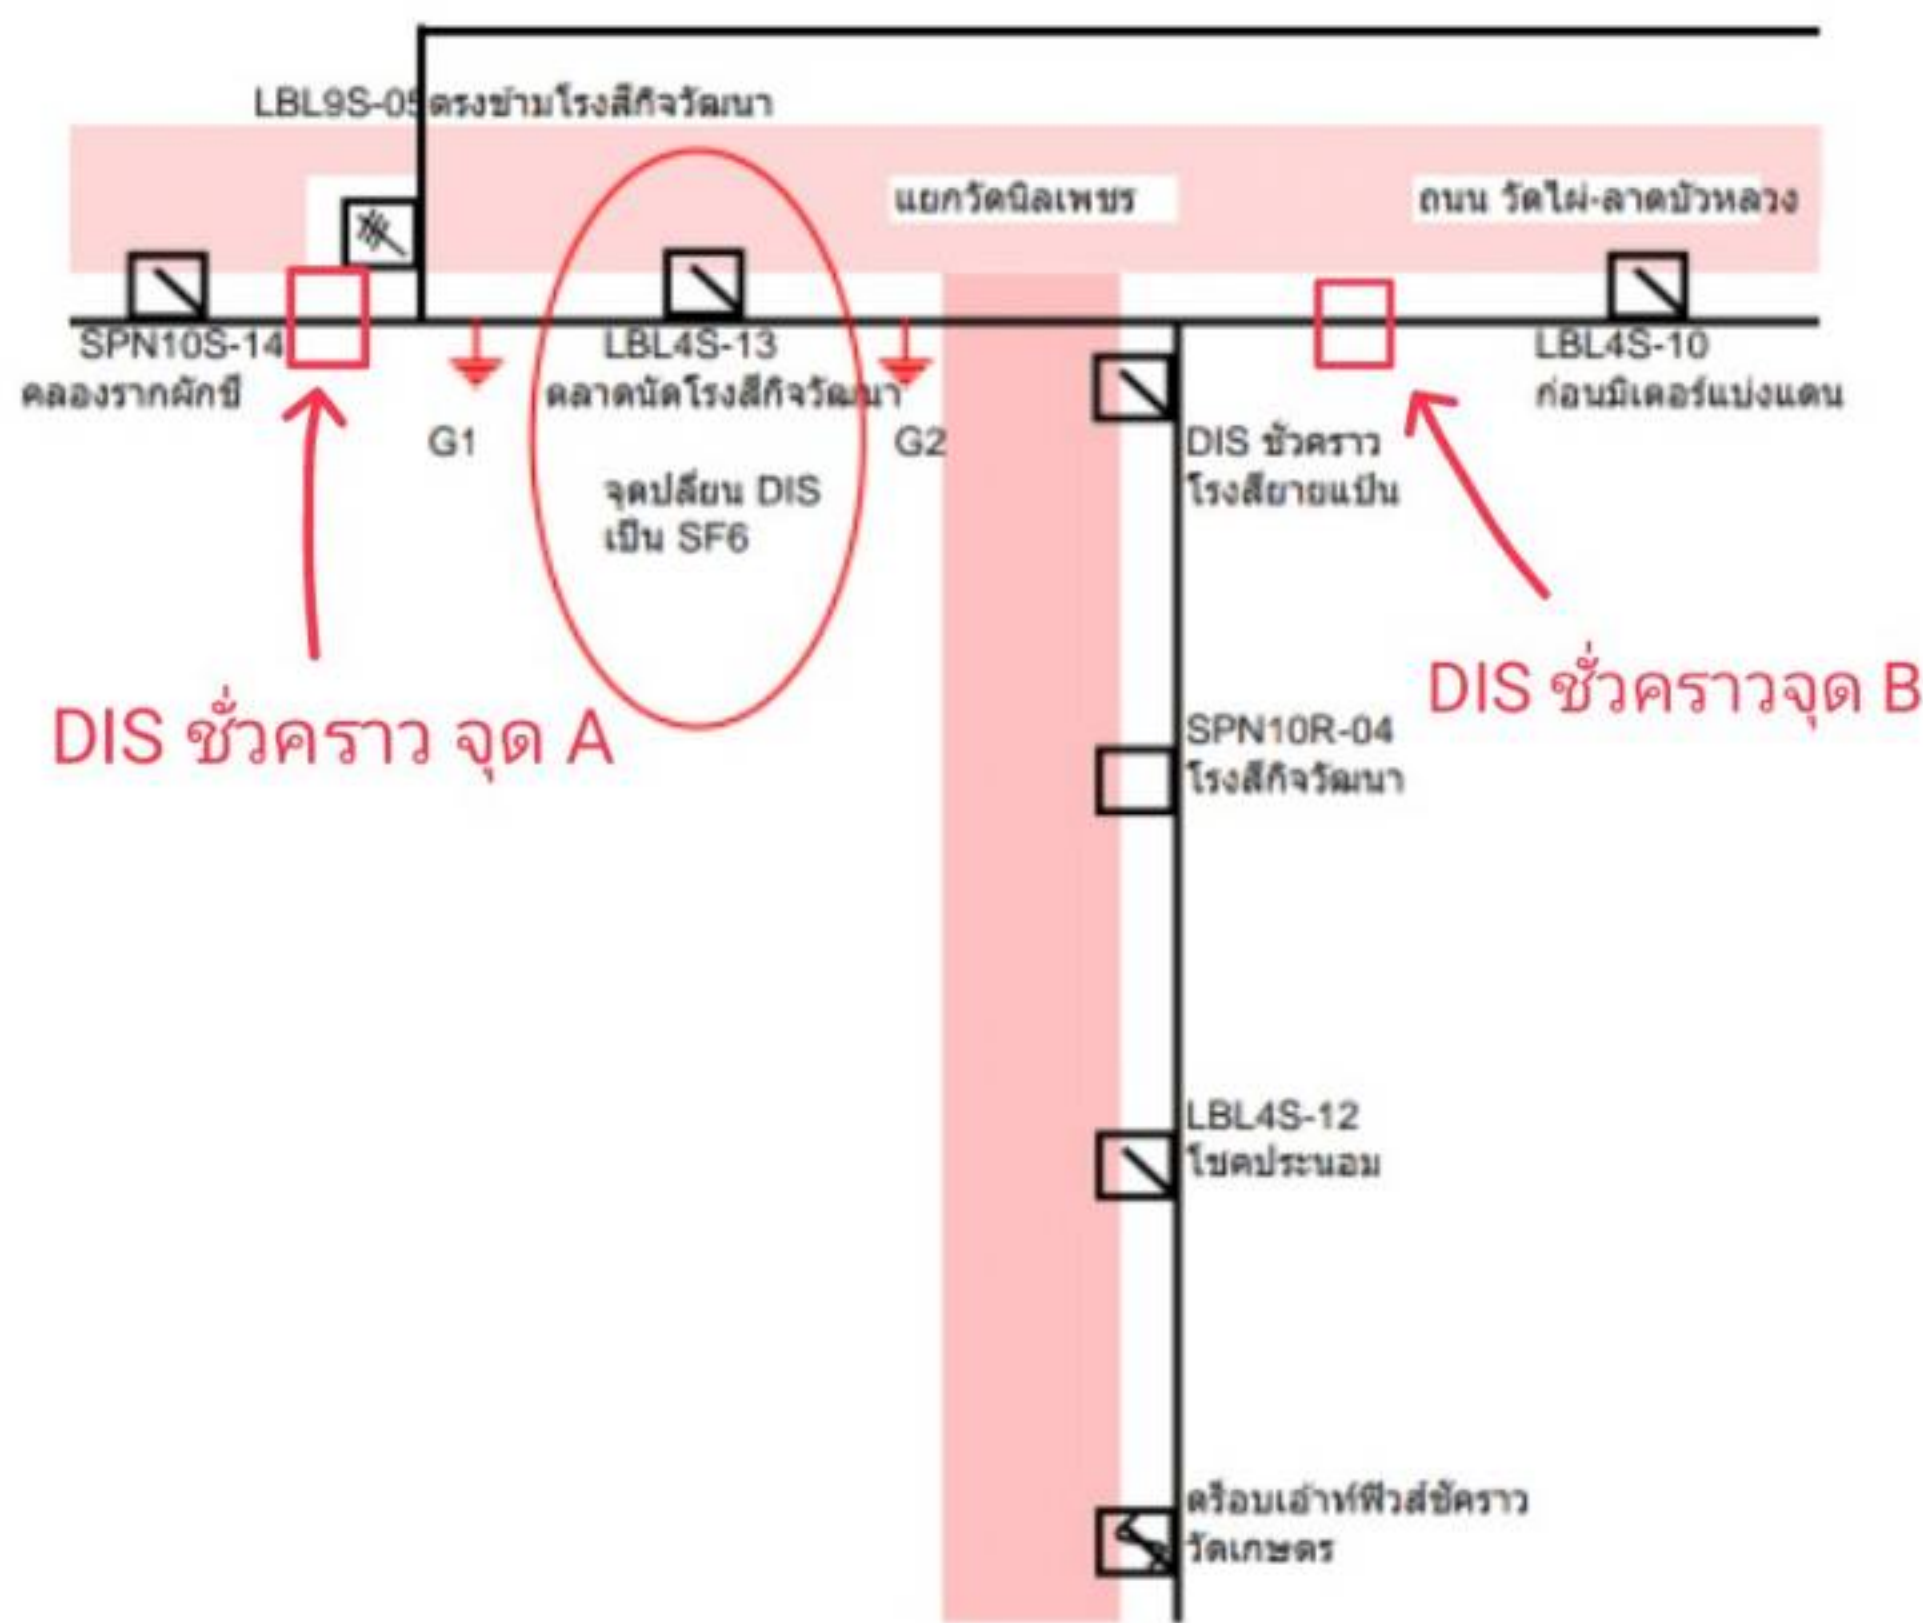 LBL9S-05ตรงข้ามโรงสีกิจวัฒนา
แยกวัดนิลเพชร
ถนน วัดไผ่-ลาดบัวหลวง
SPN10S-14
คลองรากผักชี
LBL4S-13
ตลาดนัดโรงสีกิจวัฒนา
LBL4S-10
ก่อนมิเตอร์แบ่งแดน
G1
G2
DIS ชั่วคราว
โรงสียายแป้น
จุดปลี่ยน DIS
เป็น SF6
DIS ชั่วคราว จุด A
DIS ชั่วคราวจุด B
SPN10R-04
โรงสีกิจวัฒนา
LBL4S-12
โชคประนอม
ดร็อบเอ๋าท์ฟิวส์ชั่คราว
วัดเกษตร